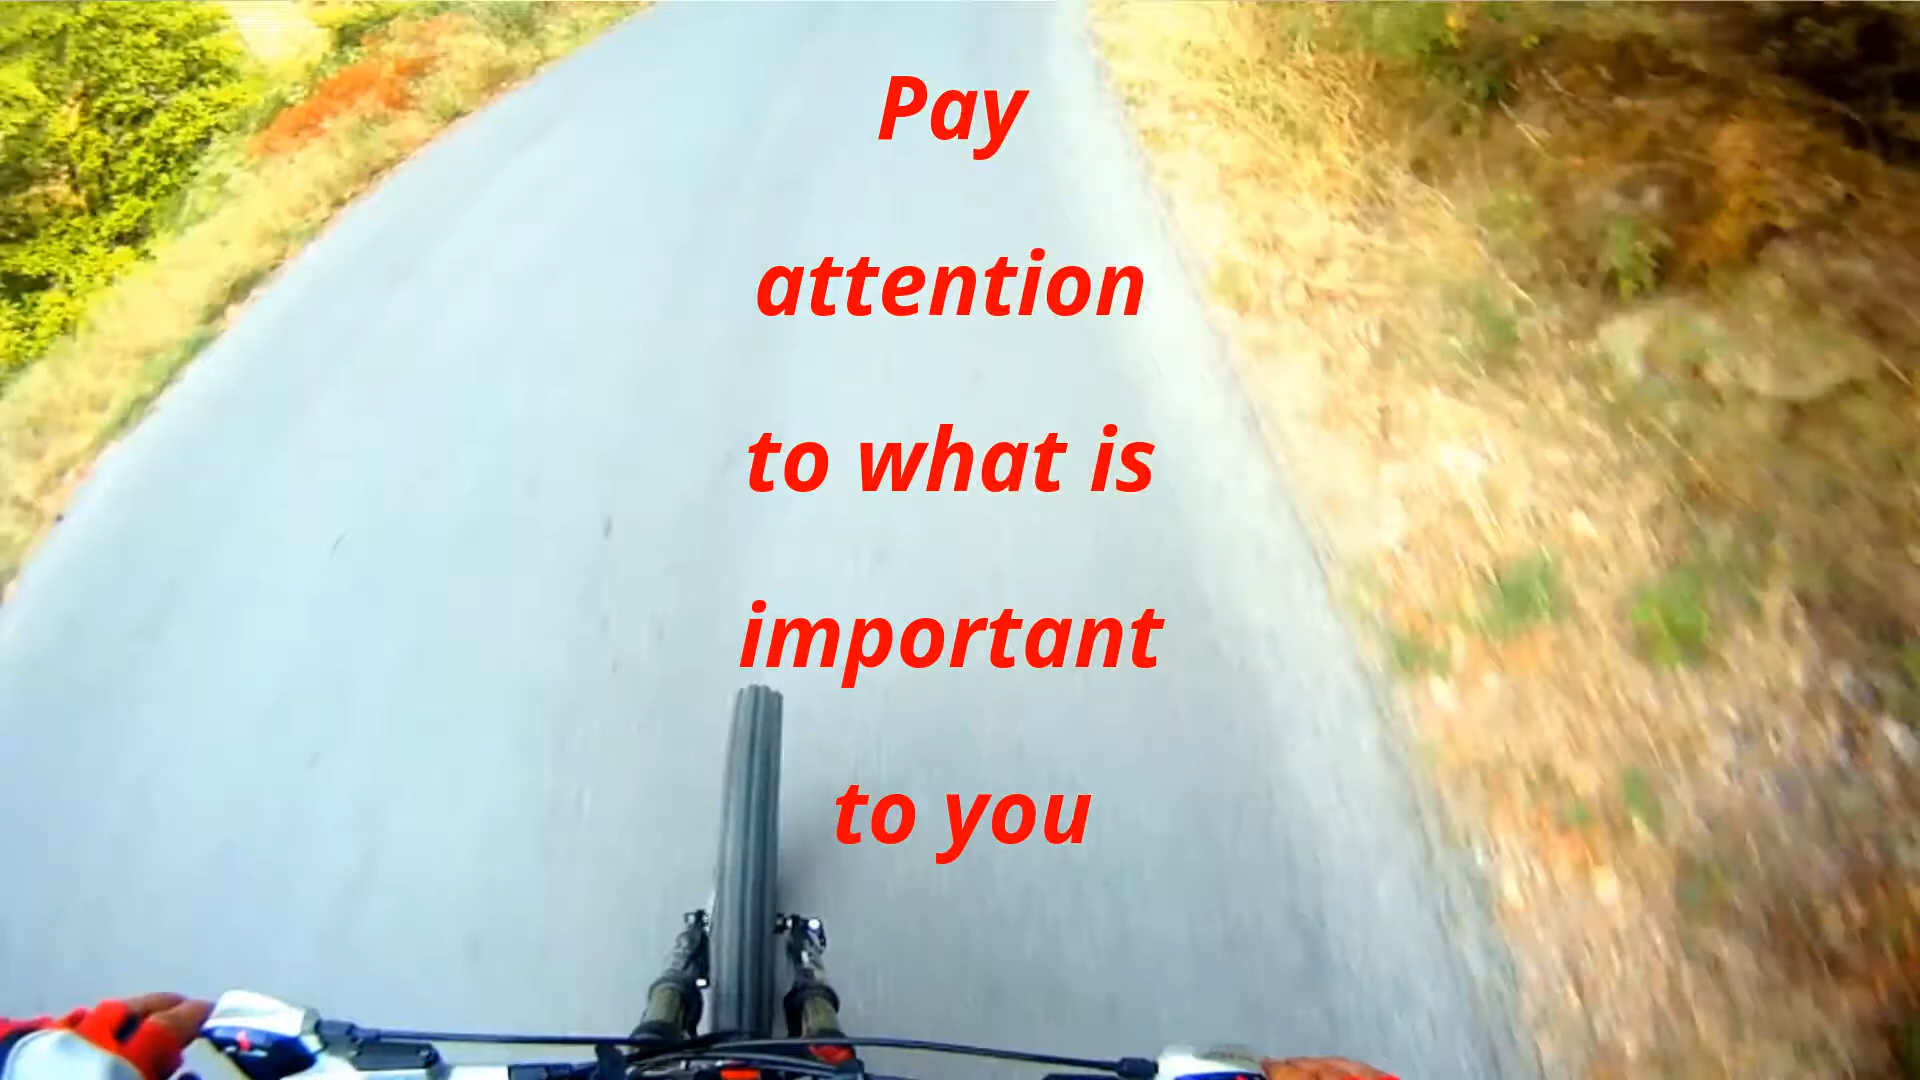 Pay
attention
to what is
important
to you